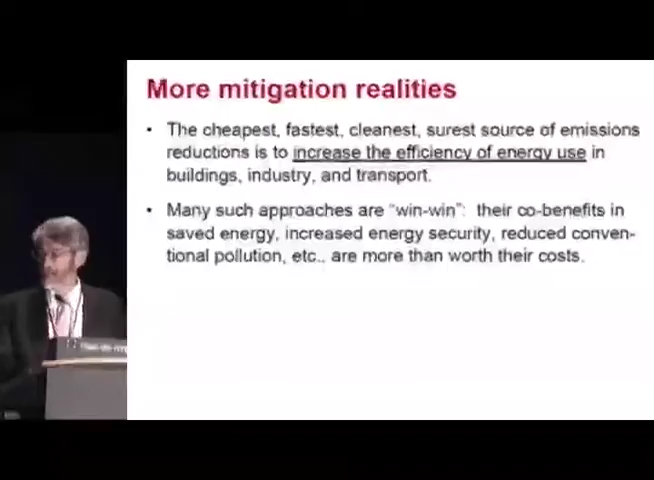 More mitigation realities
• The cheapest, fastest, cleanest, surest source of emissions
reductions is to increase the efficiency of energy use in
buildings, industry, and transport.
• Many such approaches are “win-win”: their co-benefits in
saved energy, increased energy security, reduced conven-
tional pollution, etc., are more than worth their costs.